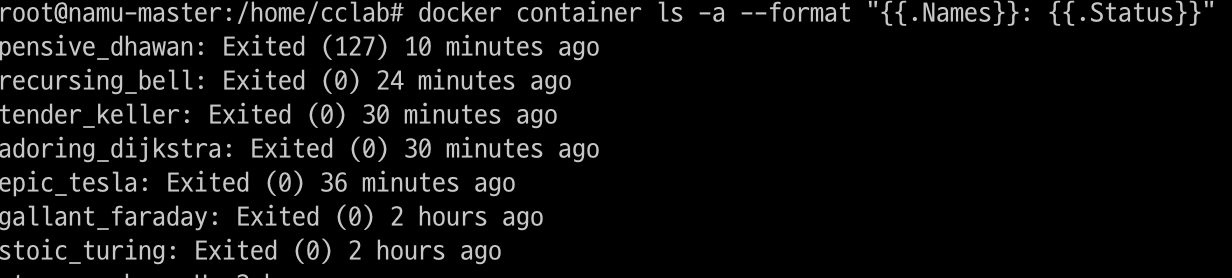 root@namu-master:/home/cclab# docker container ls -a --format "{{.Names}}: {{.Status}}"
pensive_dhawan: Exited (127) 10 minutes ago
recursing_bell: Exited (0) 24 minutes ago
tender_keller: Exited (0) 30 minutes ago
adoring_dijkstra: Exited (0) 30 minutes ago
epic_tesla: Exited (0) 36 minutes ago
gallant_faraday: Exited (0) 2 hours ago
stoic_turing: Exited (0) 2 hours ago